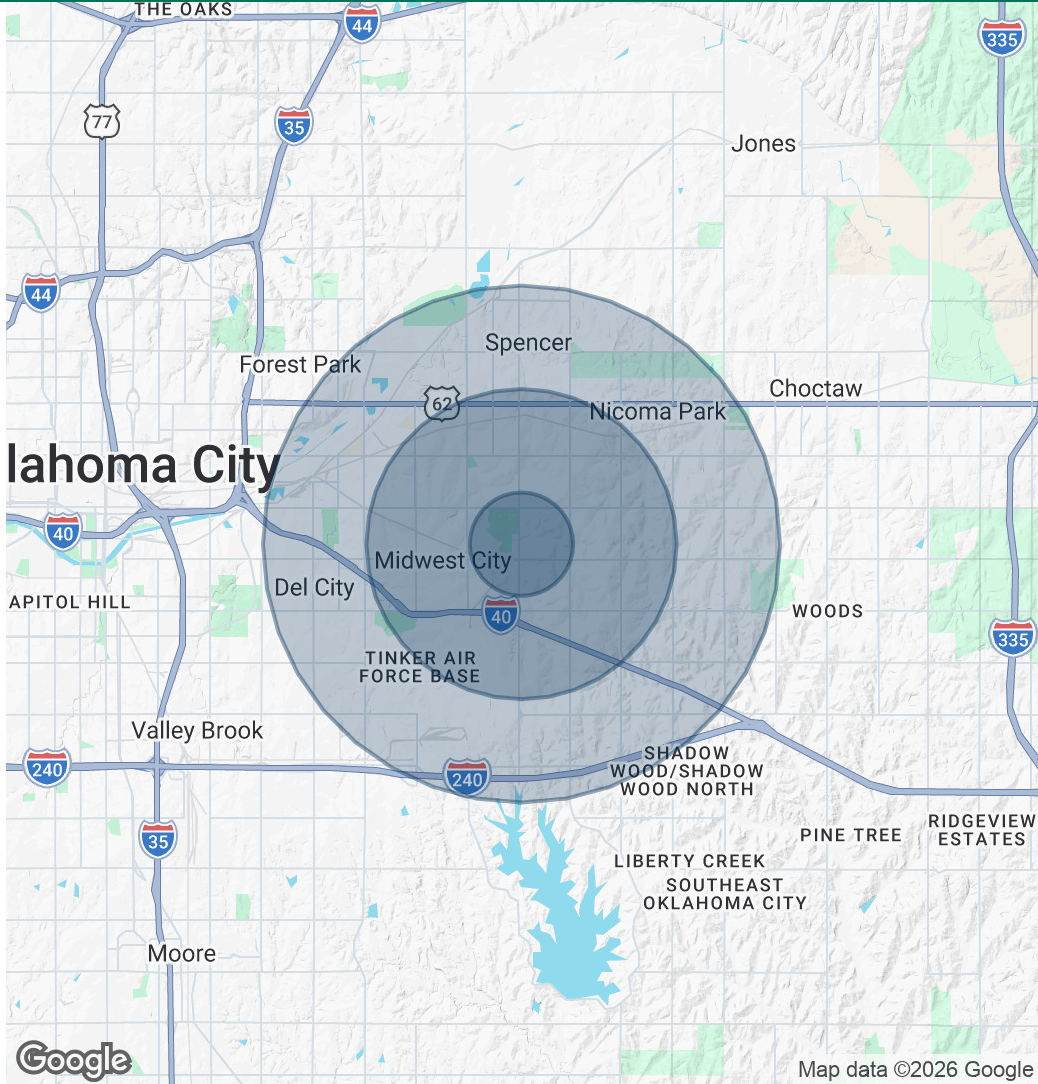 THE OAKS
44
335
77
35
Jones
44
Spencer
Forest Park
Choctaw
62
Nicoma Park
lahoma City
40
Midwest City
Del City
APITOL HILL
40
WOODS
335
TINKER AIR
FORCE BASE
Valley Brook
240
240
SHADOW
WOOD/SHADOW
WOOD NORTH
35
PINE TREE
RIDGEVIEW
ESTATES
LIBERTY CREEK
SOUTHEAST
OKLAHOMA CITY
Moore
Google
Map data ©2026 Google